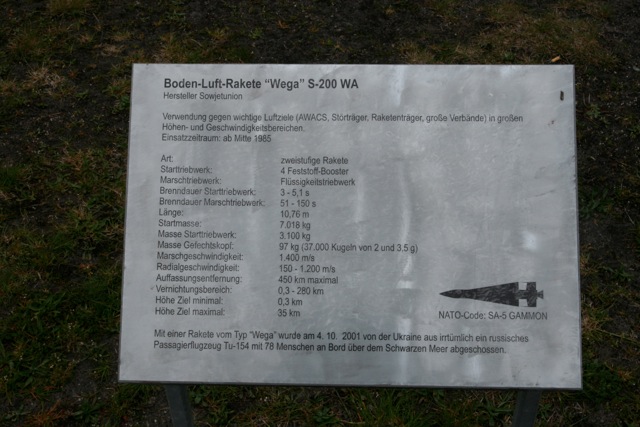 Boden-Luft-Rakete "Wega" S-200 WA
Hersteller Sowjetunion
Verwendung gegen wichtige Luftziele (AWACS, Störträger, Raketenträger, große Verbände) in großen
Höhen- und Geschwindigkeitsbereichen.
Einsatzzeitraum: ab Mitte 1985
Art: zweistufige Rakete
Starttriebwerk: 4 Feststoff-Booster
Marschtriebwerk: Flüssigkeitstriebwerk
Brenndauer Starttriebwerk: 3 - 5,1 s
Brenndauer Marschtriebwerk: 51 - 150 s
Länge: 10,76 m
Startmasse: 7.018 kg
Masse Starttriebwerk: 3.100 kg
Masse Gefechtskopf: 97 kg (37.000 Kugeln von 2 und 3.5 g)
Marschgeschwindigkeit: 1.400 m/s
Radialgeschwindigkeit: 150 - 1.200 m/s
Auffassungsentfernung: 450 km maximal
Vernichtungsbereich: 0,3 - 280 km
Höhe Ziel minimal: 0,3 km
Höhe Ziel maximal: 35 km
NATO-Code: SA-5 GAMMON
Mit einer Rakete vom Typ "Wega" wurde am 4. 10. 2001 von der Ukraine aus irrtümlich ein russisches
Passagierflugzeug Tu-154 mit 78 Menschen an Bord über dem Schwarzen Meer abgeschossen.